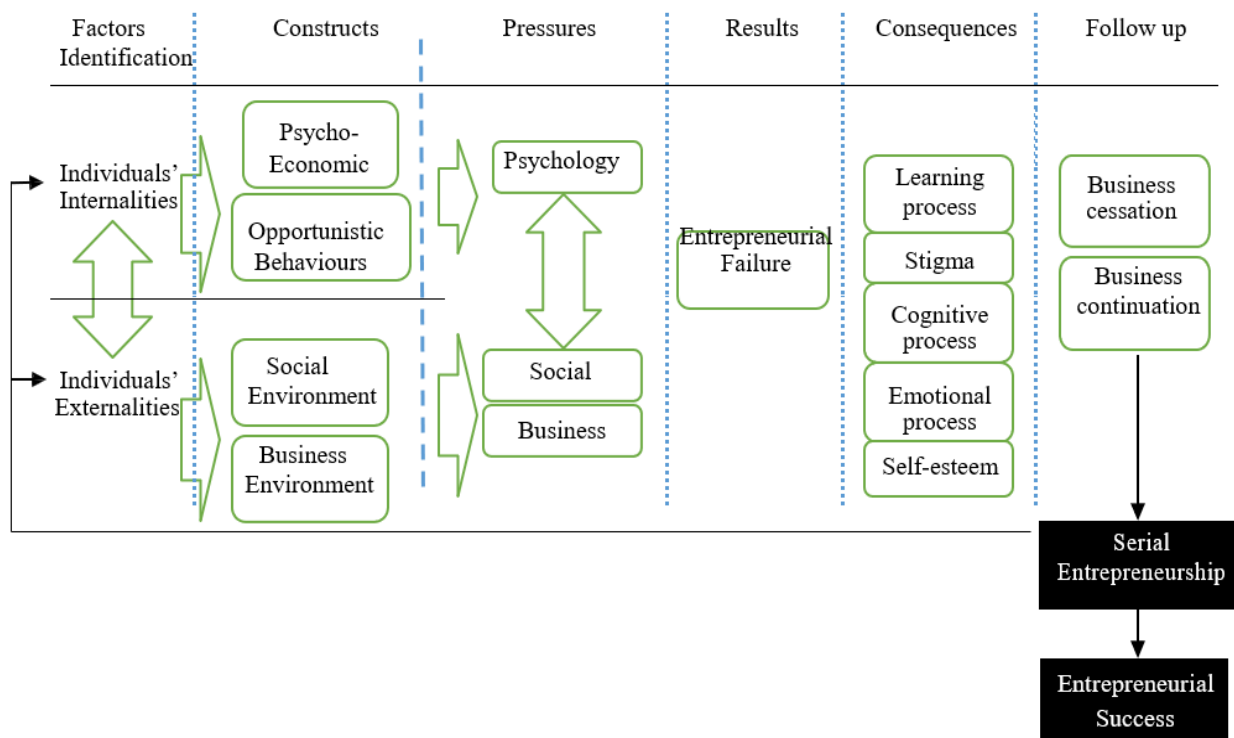 Factors
Identification
Constructs
Pressures
Results
Consequences
Follow up
Individuals’
Internalities
Individuals’
Externalities
Psycho-
Economic
Opportunistic
Behaviours
Social
Environment
Business
Environment
Psychology
Social
Business
Entrepreneurial
Failure
Learning
process
Stigma
Cognitive
process
Emotional
process
Self-esteem
Business
cessation
Business
continuation
Serial
Entrepreneurship
Entrepreneurial
Success